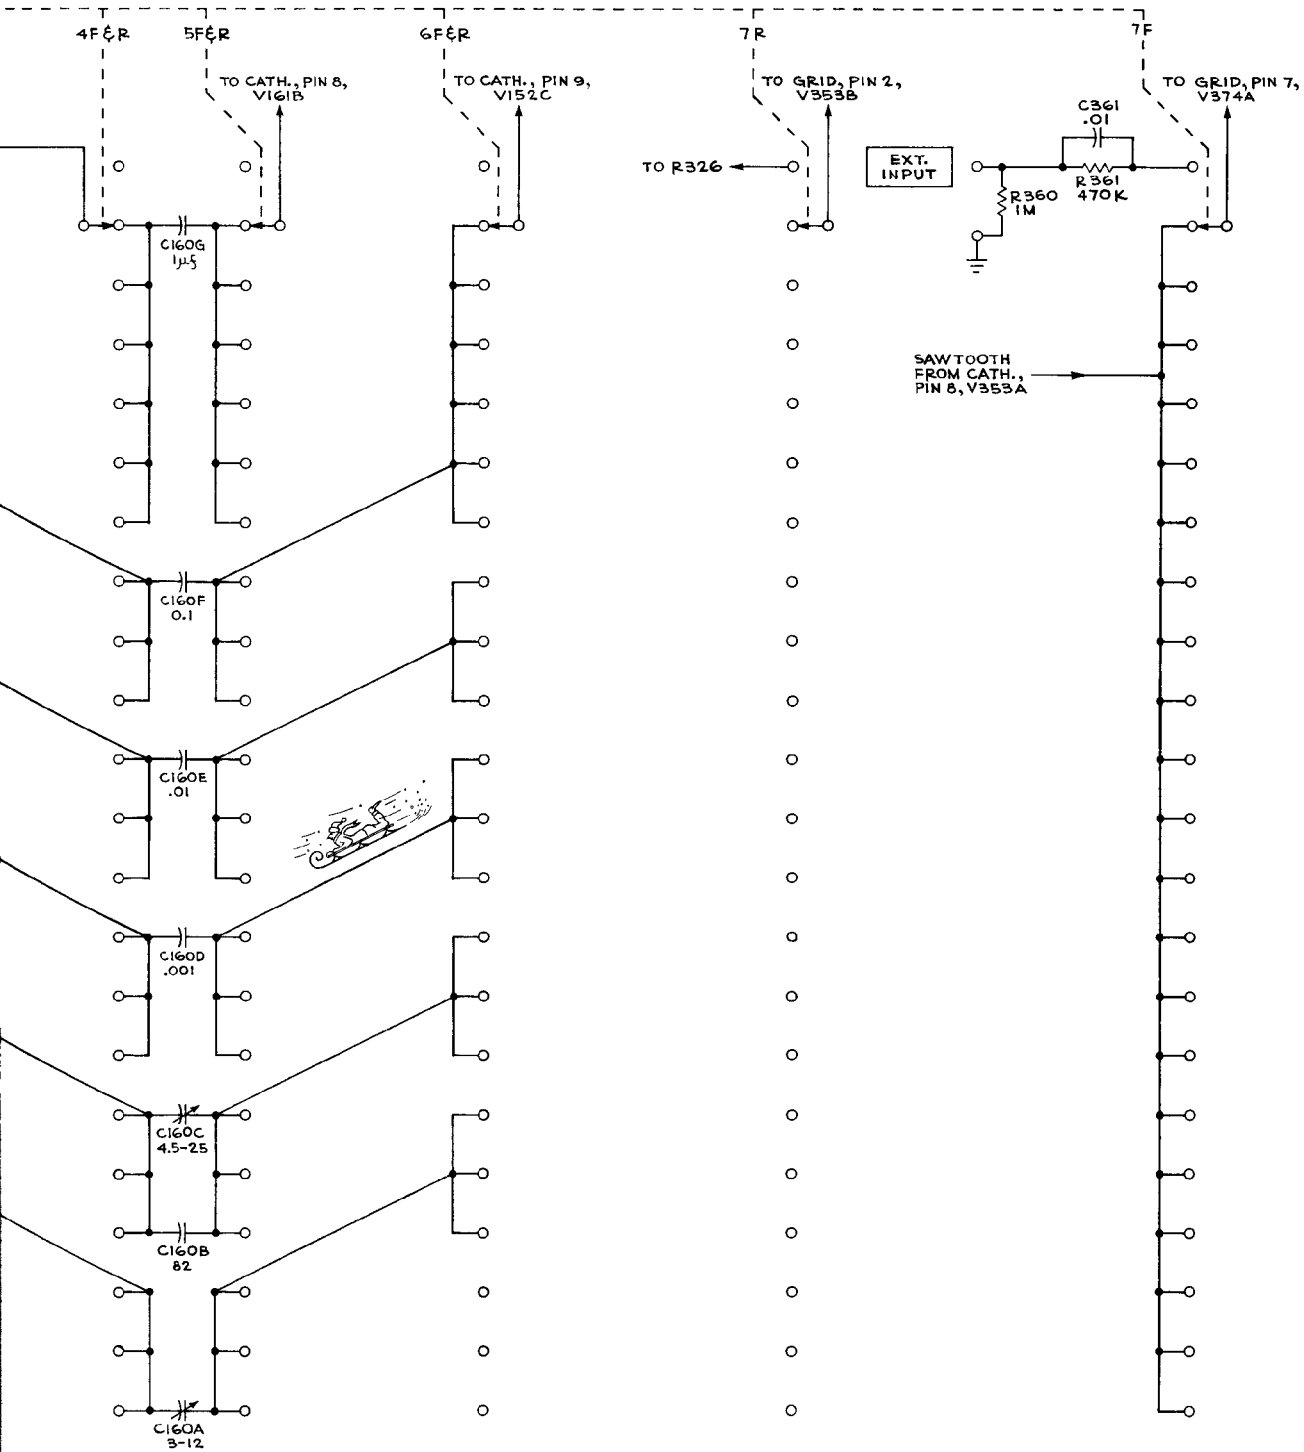 4F&R
5F&R
6F&R
7R
7F
TO CATH., PIN 8,
V161B
TO CATH., PIN 9,
V152C
TO GRID, PIN 2,
V353B
TO GRID, PIN 7,
V374A
C361
.01
TO R326
EXT.
INPUT
R360
1M
R361
470K
C160G
1µf
SAWTOOTH
FROM CATH.,
PIN 8, V353A
C160F
0.1
C160E
.01
C160D
.001
C160C
4.5-25
C160B
82
C160A
3-12